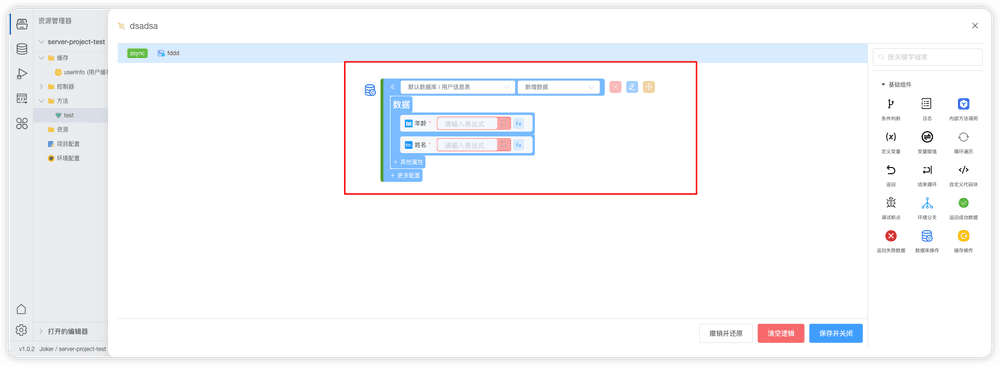 资源管理器
server-project-test
缓存
userInfo (用户缓存
控制器
方法
test
资源
项目配置
环境配置
打开的编辑器
v1.0.2 Joker / server-project-test
dsadsa
async fddd
默认数据库 / 用户信息表 新增数据
数据
年龄 * 请输入表达式 fx
姓名 * 请输入表达式 fx
+ 其他属性
+ 更多配置
撤销并还原 清空逻辑 保存并关闭
按关键字搜索
基础组件
条件判断 日志 内部方法调用
定义变量 变量赋值 循环遍历
返回 结束循环 自定义代码块
调试断点 环境分支 返回成功数据
返回失败数据 数据库操作 缓存操作